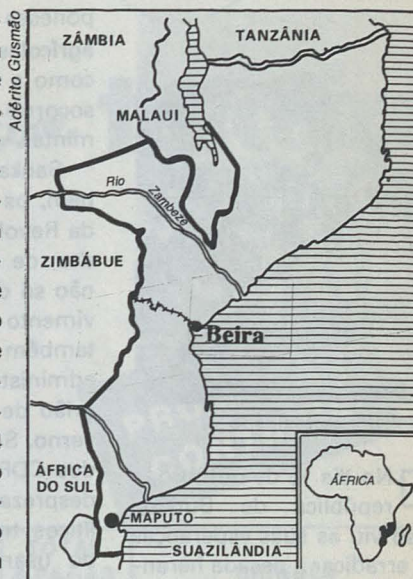 Adérito Gusmão
ZÂMBIA
TANZÂNIA
MALAUI
Rio
Zambeze
ZIMBÁBUE
Beira
ÁFRICA
DO SUL
MAPUTO
SUAZILÂNDIA
ÁFRICA